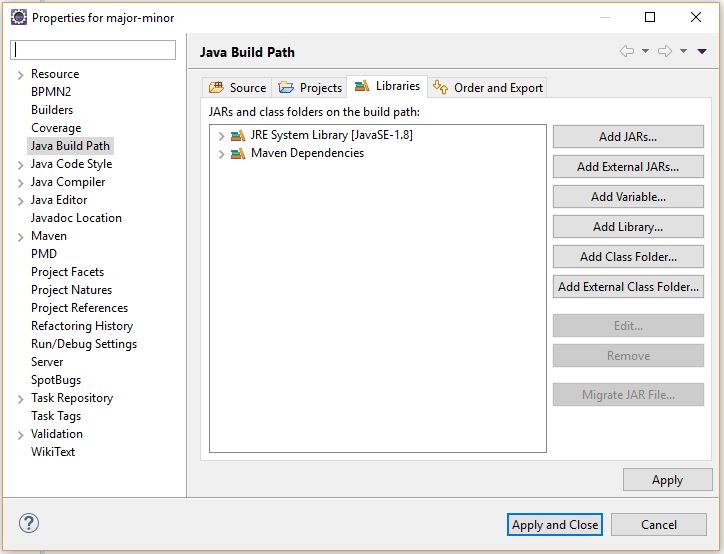 Properties for major-minor
Resource
BPMN2
Builders
Coverage
Java Build Path
Java Code Style
Java Compiler
Java Editor
Javadoc Location
Maven
PMD
Project Facets
Project Natures
Project References
Refactoring History
Run/Debug Settings
Server
SpotBugs
Task Repository
Task Tags
Validation
WikiText
Java Build Path
Source Projects Libraries Order and Export
JARs and class folders on the build path:
JRE System Library [JavaSE-1.8]
Maven Dependencies
Add JARs...
Add External JARs...
Add Variable...
Add Library...
Add Class Folder...
Add External Class Folder...
Edit...
Remove
Migrate JAR File...
Apply
?
Apply and Close Cancel